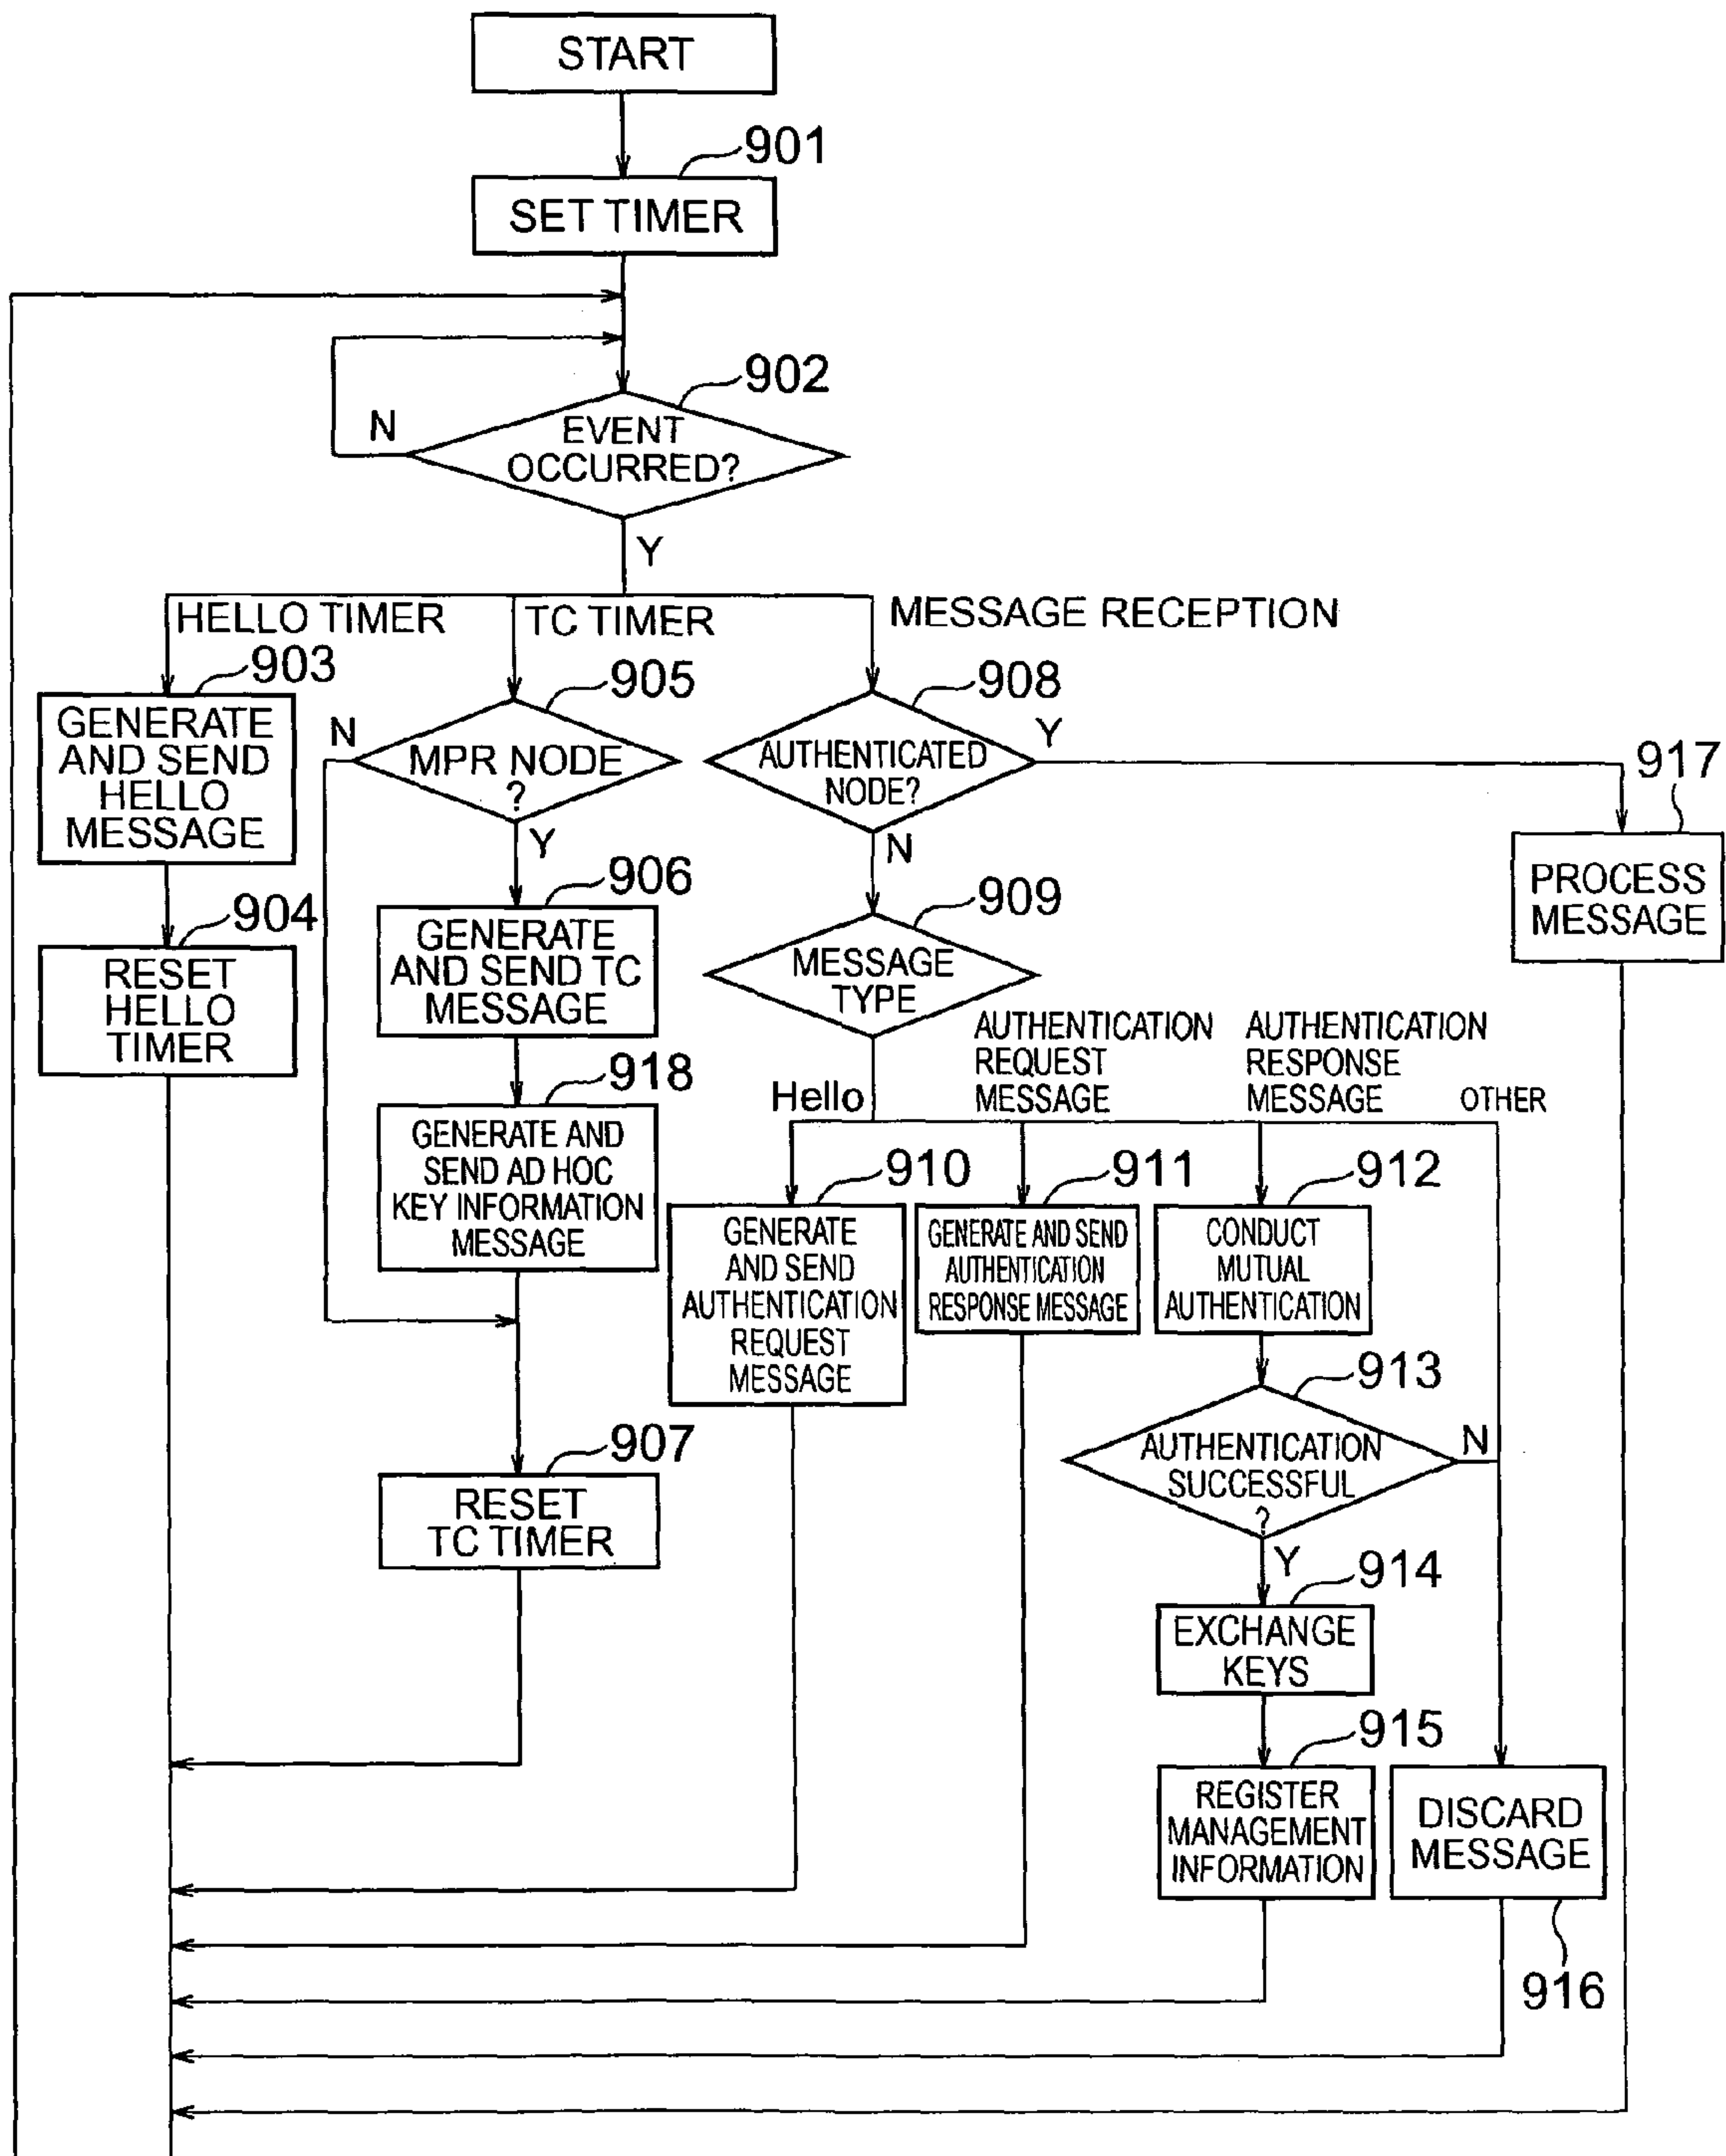 START
901
SET TIMER
902
N
EVENT
OCCURRED?
Y
HELLO TIMER
TC TIMER
MESSAGE RECEPTION
903
GENERATE
AND SEND
HELLO
MESSAGE
904
RESET
HELLO
TIMER
905
N
MPR NODE
?
Y
906
GENERATE
AND SEND TC
MESSAGE
918
GENERATE AND
SEND AD HOC
KEY INFORMATION
MESSAGE
907
RESET
TC TIMER
908
Y
AUTHENTICATED
NODE?
N
917
PROCESS
MESSAGE
909
MESSAGE
TYPE
Hello
AUTHENTICATION
REQUEST
MESSAGE
AUTHENTICATION
RESPONSE
MESSAGE
OTHER
910
GENERATE
AND SEND
AUTHENTICATION
REQUEST
MESSAGE
911
GENERATE AND SEND
AUTHENTICATION
RESPONSE MESSAGE
912
CONDUCT
MUTUAL
AUTHENTICATION
913
AUTHENTICATION
SUCCESSFUL
?
N
Y
914
EXCHANGE
KEYS
915
REGISTER
MANAGEMENT
INFORMATION
DISCARD
MESSAGE
916